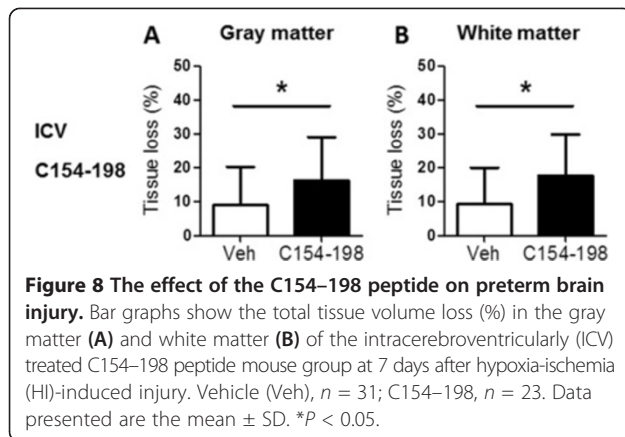 A Gray matter
B White matter
ICV
C154-198
Tissue loss (%)
50
40
30
20
10
0
*
Veh C154-198
Tissue loss (%)
50
40
30
20
10
0
*
Veh C154-198
Figure 8 The effect of the C154–198 peptide on preterm brain
injury. Bar graphs show the total tissue volume loss (%) in the gray
matter (A) and white matter (B) of the intracerebroventricularly (ICV)
treated C154–198 peptide mouse group at 7 days after hypoxia-ischemia
(HI)-induced injury. Vehicle (Veh), n = 31; C154–198, n = 23. Data
presented are the mean ± SD. *P < 0.05.